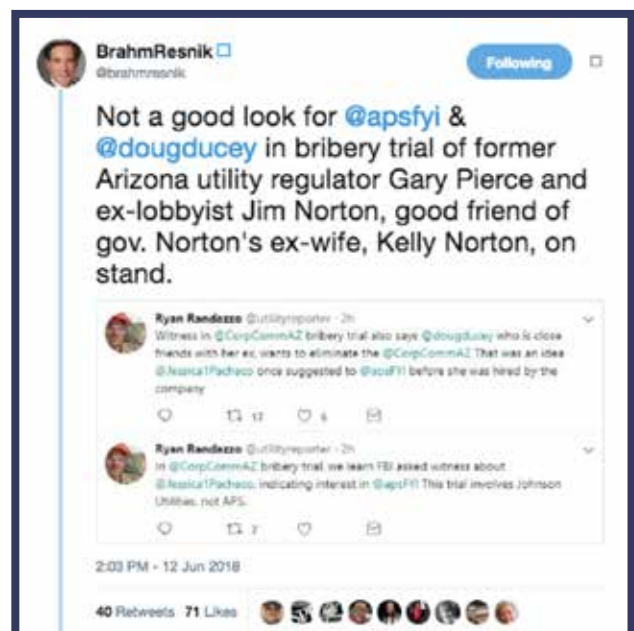 BrahmResnik
@brahmresnik
Following
Not a good look for @apsfyi &
@dougducey in bribery trial of former
Arizona utility regulator Gary Pierce and
ex-lobbyist Jim Norton, good friend of
gov. Norton's ex-wife, Kelly Norton, on
stand.
Ryan Randazzo @utilityreporter · 2h
Witness in @CorpCommAZ bribery trial also says @dougducey who is close
friends with her ex, wants to eliminate the @CorpCommAZ That was an idea
@Jessica1Pacheco once suggested to @apsFYI before she was hired by the
company
17 6
Ryan Randazzo @utilityreporter · 2h
In @CorpCommAZ bribery trial, we learn FBI asked witness about
@Jessica1Pacheco, indicating interest in @apsFYI This trial involves Johnson
Utilities, not APS.
7
2:03 PM - 12 Jun 2018
40 Retweets 71 Likes